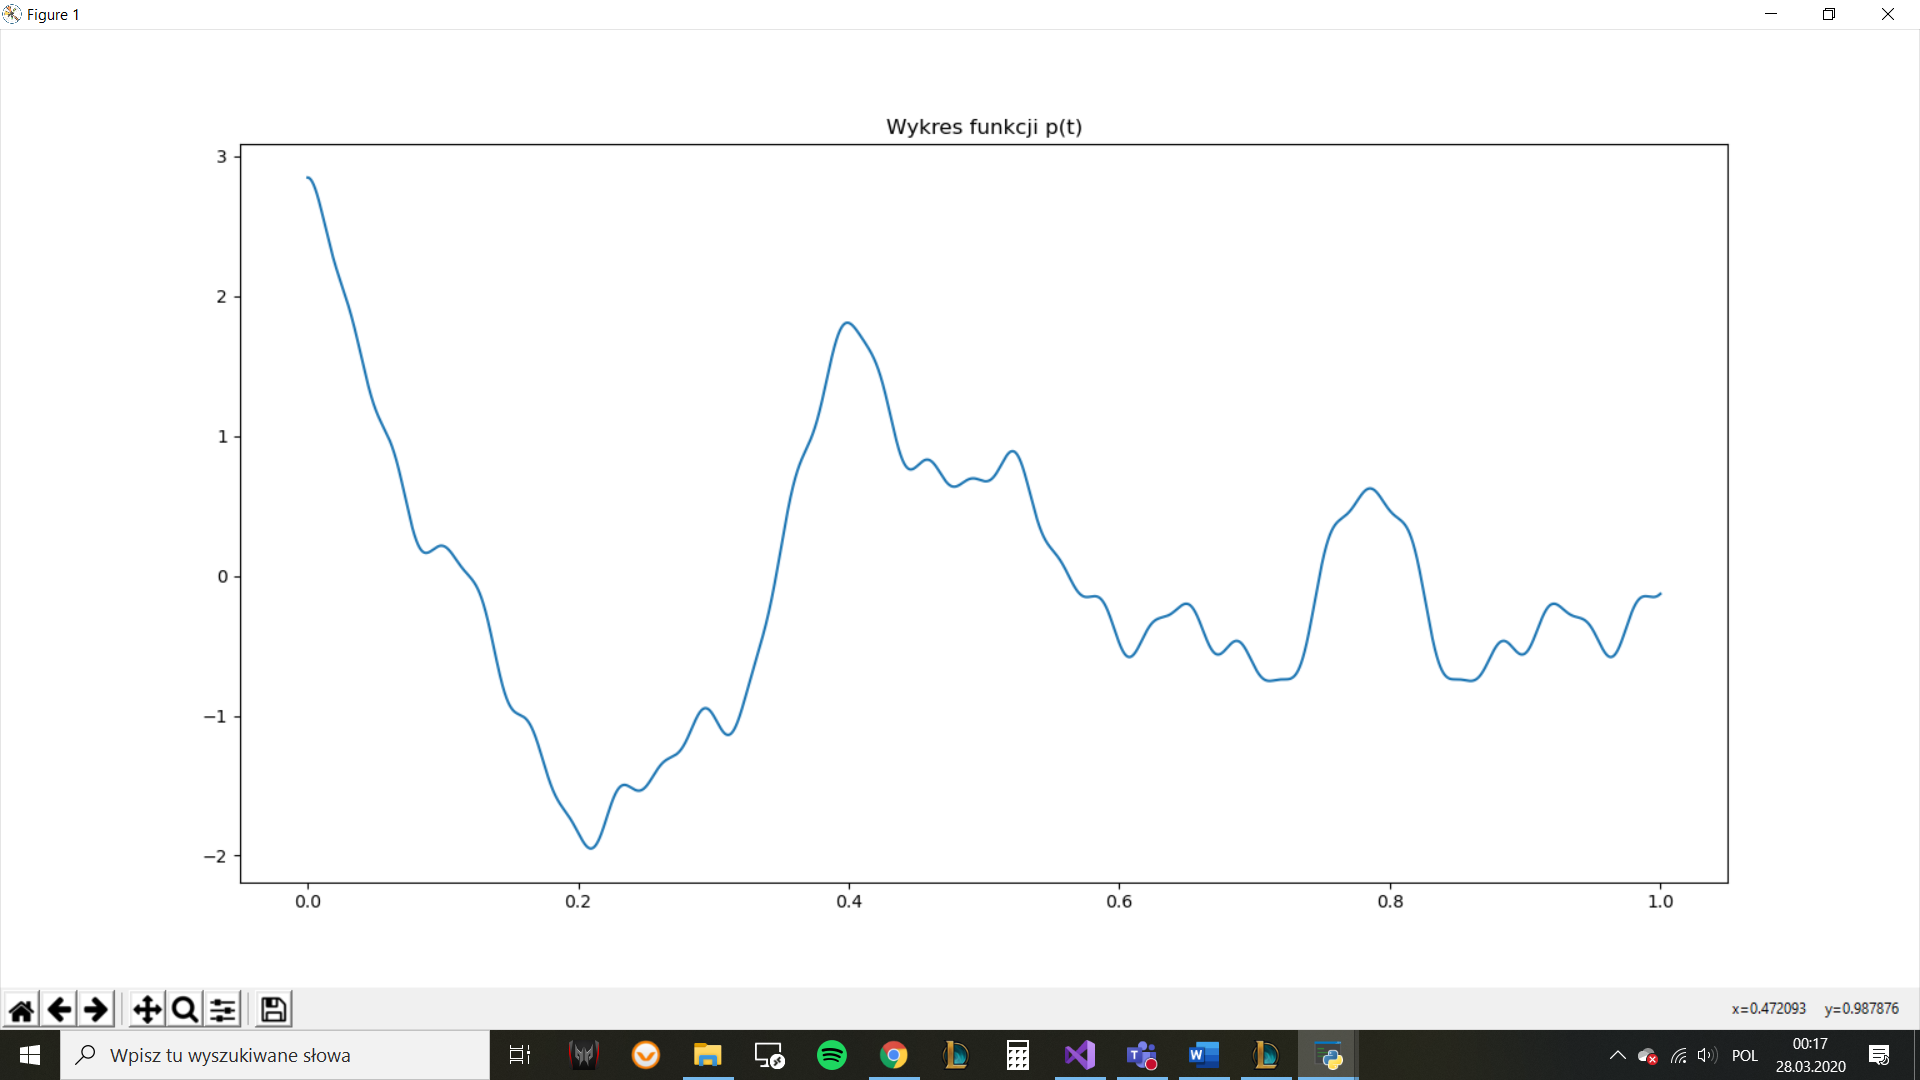 Figure 1
Wykres funkcji p(t)
3
2
1
0
−1
−2
0.0 0.2 0.4 0.6 0.8 1.0
x=0.472093 y=0.987876
Wpisz tu wyszukiwane słowa
POL
00:17
28.03.2020